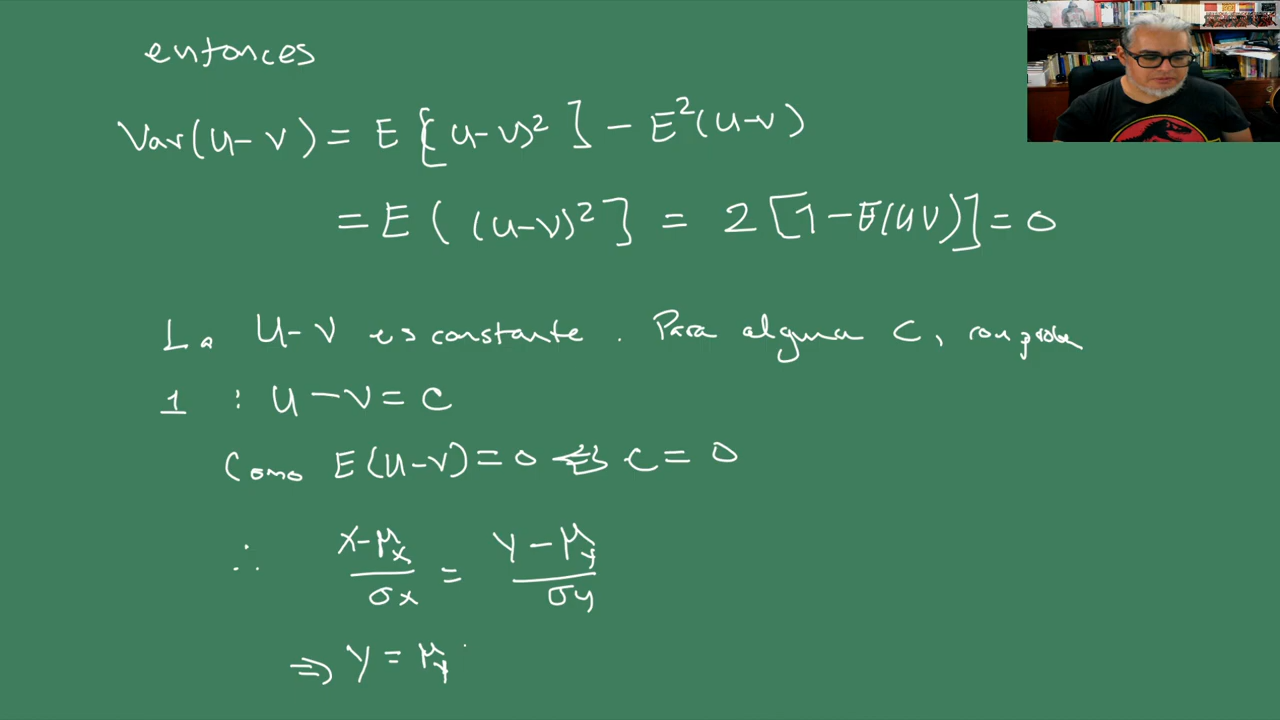 entonces
Var(U-V) = E[U-V)²] - E²(U-V)
= E((U-V)²] = 2[1-E(UV)] = 0
La U-V es constante. Para alguna C, con proba
1 : U-V = C
Como E(U-V) = 0 ⇔ C = 0
∴ x-μx/σx = Y-μy/σy
⇒ Y = μy